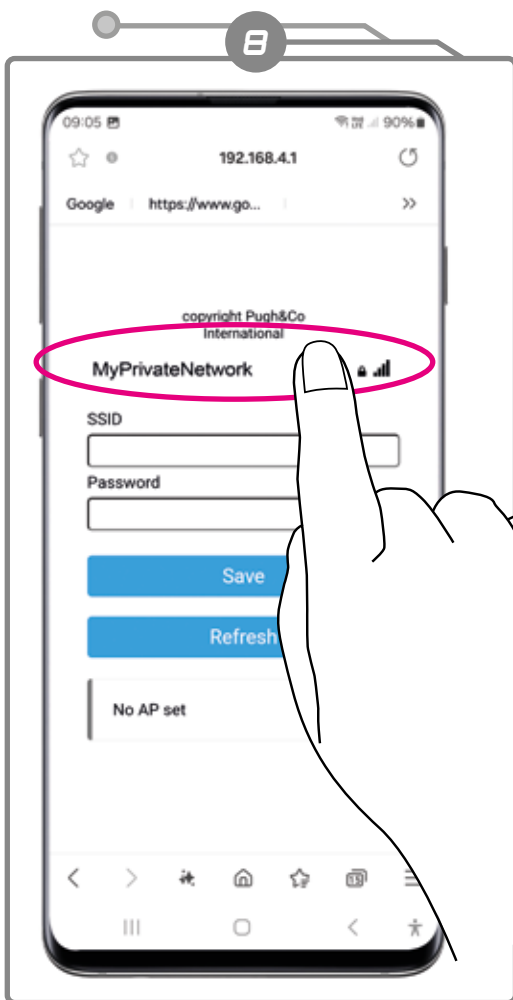 8
09:05
90%
192.168.4.1
Google https://www.go... >>
copyright Pugh&Co
International
MyPrivateNetwork
SSID
Password
Save
Refresh
No AP set